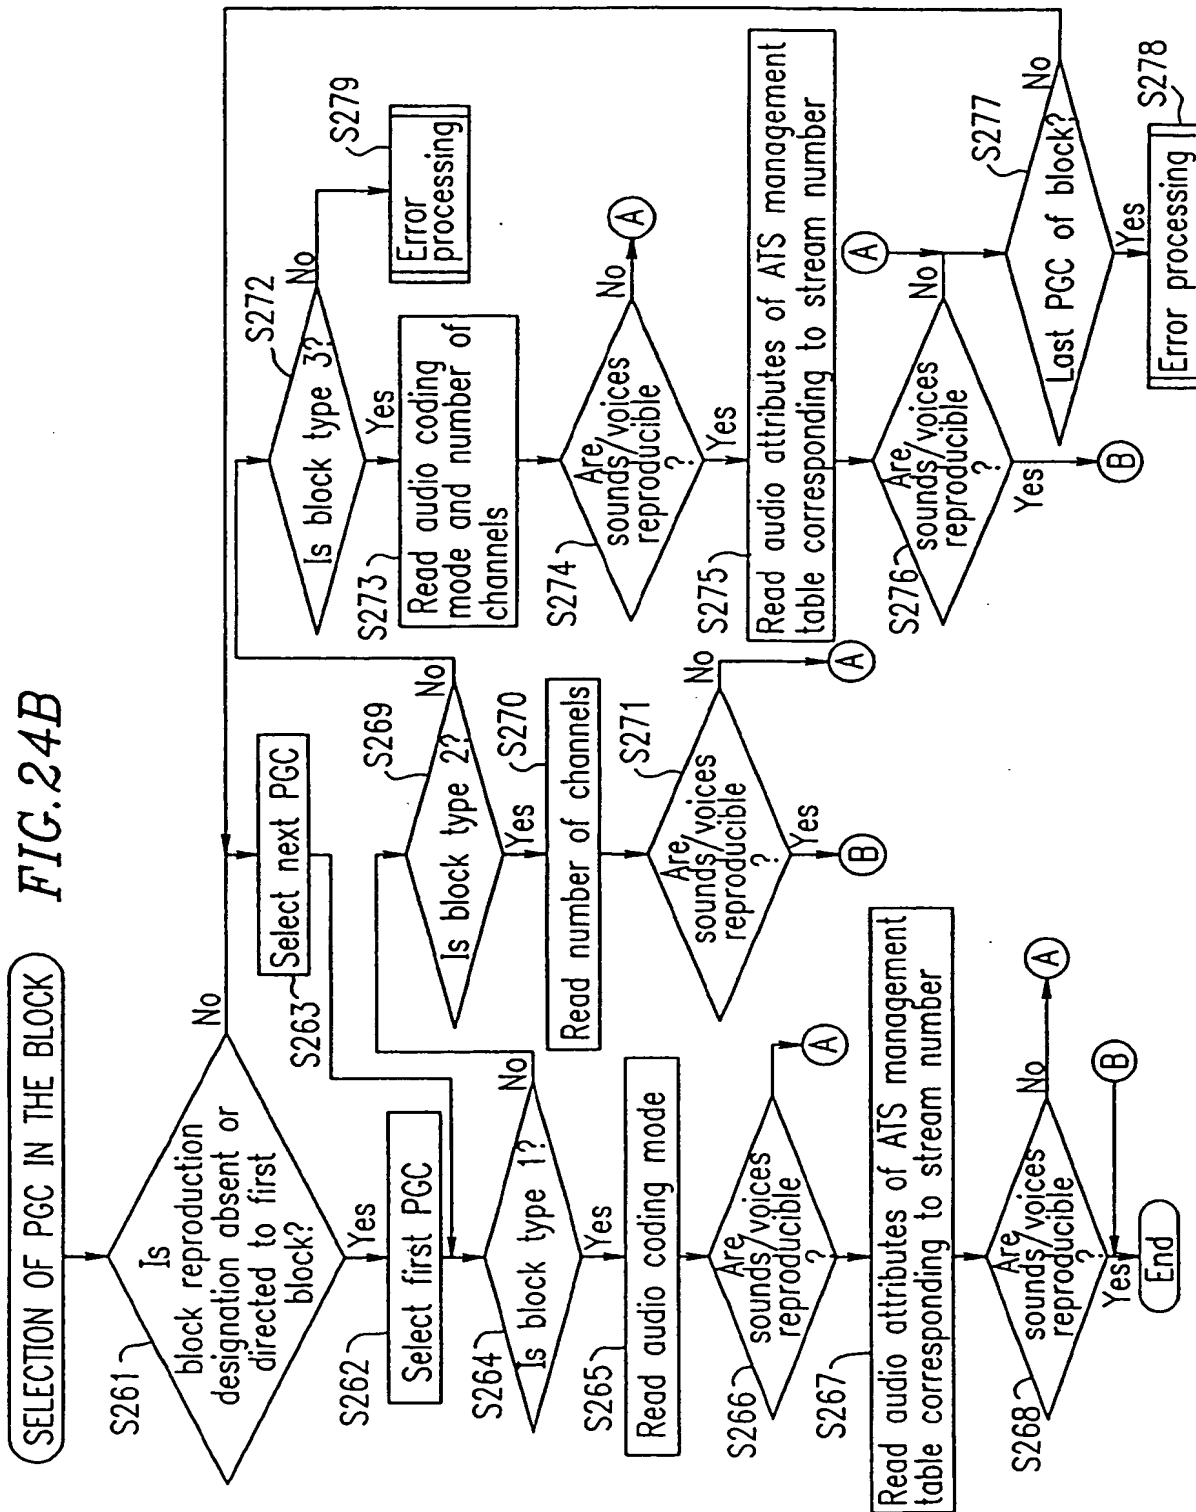 FIG.24B
SELECTION OF PGC IN THE BLOCK
S261
Is
block reproduction
designation absent or
directed to first
block?
No
Yes
S262
Select first PGC
S263
Select next PGC
S264
Is block type 1?
No
Yes
S265
Read audio coding mode
S266
Are
sounds/voices
reproducible
?
A
S267
Read audio attributes of ATS management
table corresponding to stream number
S268
Are
sounds/voices
reproducible
?
No
A
Yes
B
End
S269
Is block type 2?
No
Yes
S270
Read number of channels
S271
Are
sounds/voices
reproducible
?
No
A
Yes
B
S272
Is block type 3?
No
S279
Error
processing
Yes
S273
Read audio coding
mode and number of
channels
S274
Are
sounds/voices
reproducible
?
No
A
Yes
S275
Read audio attributes of ATS management
table corresponding to stream number
S276
Are
sounds/voices
reproducible
?
No
Yes
B
A
S277
Last PGC of block?
No
Yes
S278
Error processing